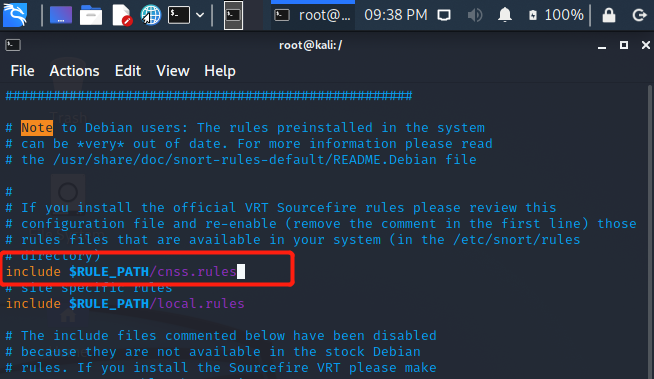 root@... 09:38 PM 100%
root@kali:/
File Actions Edit View Help
###################################################
# Note to Debian users: The rules preinstalled in the system
# can be *very* out of date. For more information please read
# the /usr/share/doc/snort-rules-default/README.Debian file
#
# If you install the official VRT Sourcefire rules please review this
# configuration file and re-enable (remove the comment in the first line) those
# rules files that are available in your system (in the /etc/snort/rules
# directory)
include $RULE_PATH/cnss.rules
# site specific rules
include $RULE_PATH/local.rules
# The include files commented below have been disabled
# because they are not available in the stock Debian
# rules. If you install the Sourcefire VRT please make